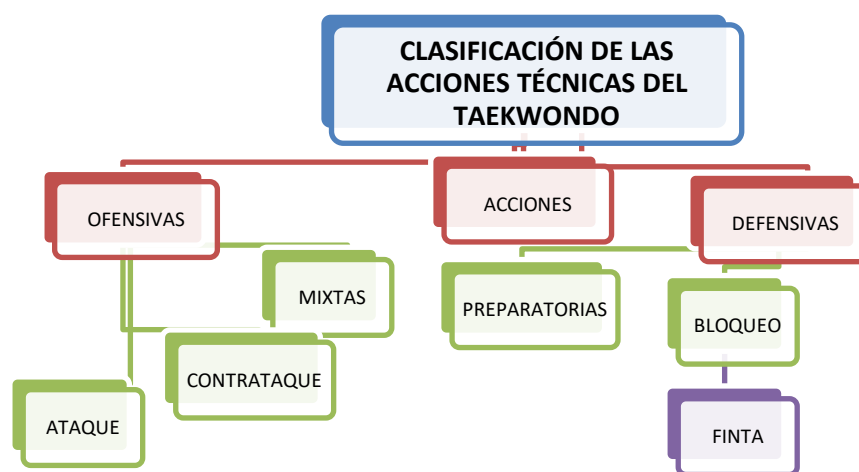 CLASIFICACIÓN DE LAS
ACCIONES TÉCNICAS DEL
TAEKWONDO
OFENSIVAS
ACCIONES
DEFENSIVAS
MIXTAS
PREPARATORIAS
BLOQUEO
CONTRATAQUE
ATAQUE
FINTA